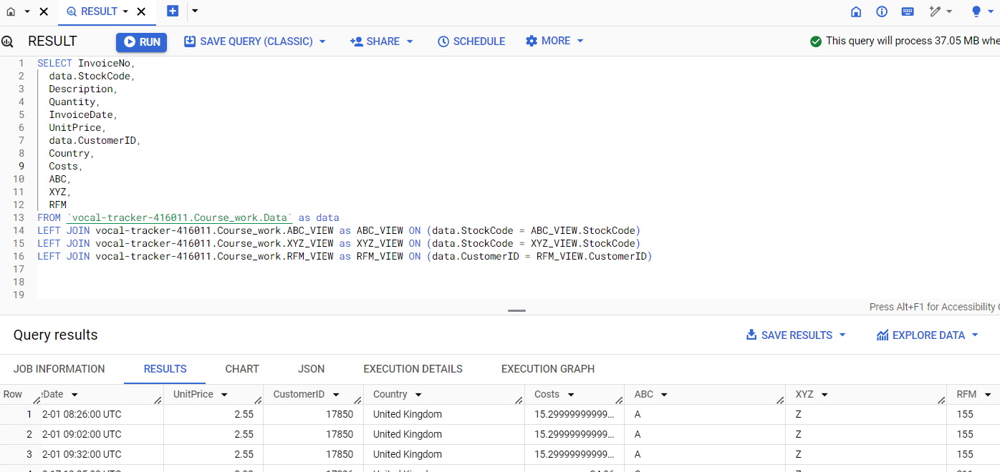 RESULT
RESULT RUN SAVE QUERY (CLASSIC) SHARE SCHEDULE MORE This query will process 37.05 MB whe
1 SELECT InvoiceNo,
2 data.StockCode,
3 Description,
4 Quantity,
5 InvoiceDate,
6 UnitPrice,
7 data.CustomerID,
8 Country,
9 Costs,
10 ABC,
11 XYZ,
12 RFM
13 FROM `vocal-tracker-416011.Course_work.Data` as data
14 LEFT JOIN vocal-tracker-416011.Course_work.ABC_VIEW as ABC_VIEW ON (data.StockCode = ABC_VIEW.StockCode)
15 LEFT JOIN vocal-tracker-416011.Course_work.XYZ_VIEW as XYZ_VIEW ON (data.StockCode = XYZ_VIEW.StockCode)
16 LEFT JOIN vocal-tracker-416011.Course_work.RFM_VIEW as RFM_VIEW ON (data.CustomerID = RFM_VIEW.CustomerID)
17
18
19
Press Alt+F1 for Accessibility
Query results SAVE RESULTS EXPLORE DATA
JOB INFORMATION RESULTS CHART JSON EXECUTION DETAILS EXECUTION GRAPH
Row Date UnitPrice CustomerID Country Costs ABC XYZ RFM
1 2-01 08:26:00 UTC 2.55 17850 United Kingdom 15.29999999999... A Z 155
2 2-01 09:02:00 UTC 2.55 17850 United Kingdom 15.29999999999... A Z 155
3 2-01 09:32:00 UTC 2.55 17850 United Kingdom 15.29999999999... A Z 155